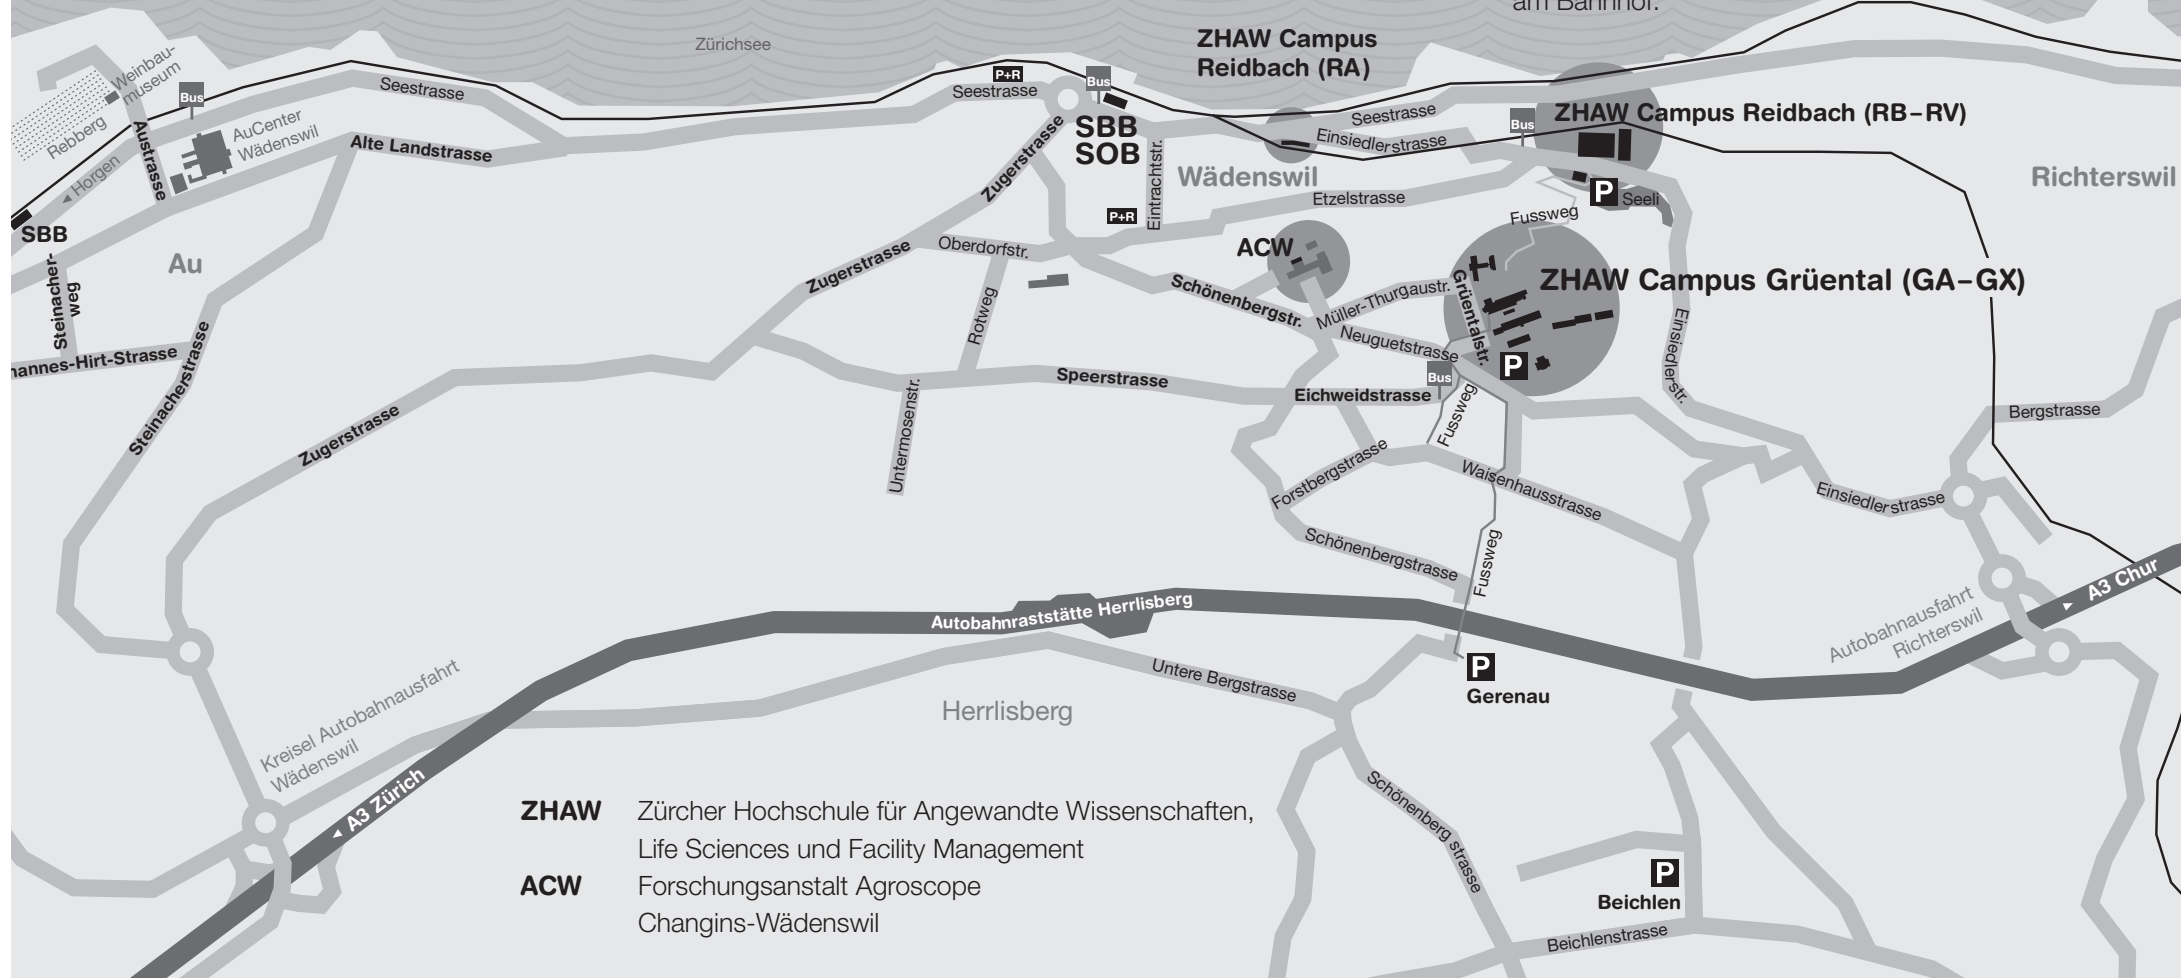 am Bahnhof.
Zürichsee
ZHAW Campus
Reidbach (RA)
Weinbau-
museum
Rebberg
Bus
Seestrasse
P+R
Seestrasse
Bus
Seestrasse
Bus
ZHAW Campus Reidbach (RB–RV)
AuCenter
Wädenswil
Austrasse
Horgen
Alte Landstrasse
Zugerstrasse
SBB
SOB
Eintrachtstr.
Einsiedlerstrasse
Wädenswil
Richterswil
P
Seeli
Etzelstrasse
Fussweg
P+R
SBB
Au
Steinacher-
weg
Oberdorfstr.
Zugerstrasse
ACW
Schönenbergstr.
Müller-Thurgaustr.
Grüentalstr.
ZHAW Campus Grüental (GA–GX)
Rotweg
Neuguetstrasse
P
Einsiedlerstr.
hannes-Hirt-Strasse
Steinacherstrasse
Zugerstrasse
Untermosenstr.
Speerstrasse
Eichweidstrasse
Bus
Fussweg
Bergstrasse
Forstbergstrasse
Waisenhausstrasse
Einsiedlerstrasse
Schönenbergstrasse
Fussweg
A3 Chur
Autobahnausfahrt
Richterswil
Autobahnraststätte Herrlisberg
Untere Bergstrasse
P
Gerenau
Herrlisberg
Kreisel Autobahnausfahrt
Wädenswil
A3 Zürich
Schönenberg strasse
P
Beichlen
Beichlenstrasse
ZHAW Zürcher Hochschule für Angewandte Wissenschaften,
Life Sciences und Facility Management
ACW Forschungsanstalt Agroscope
Changins-Wädenswil